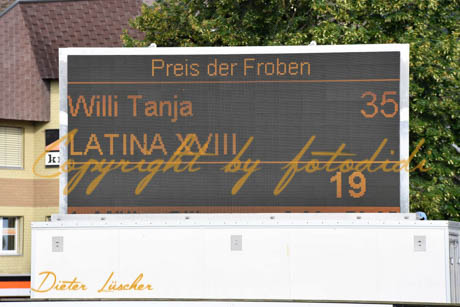 Preis der Froben
Willi Tanja 35
LATINA XVIII
Copyright by fotodidi
19
Dieter Lüscher